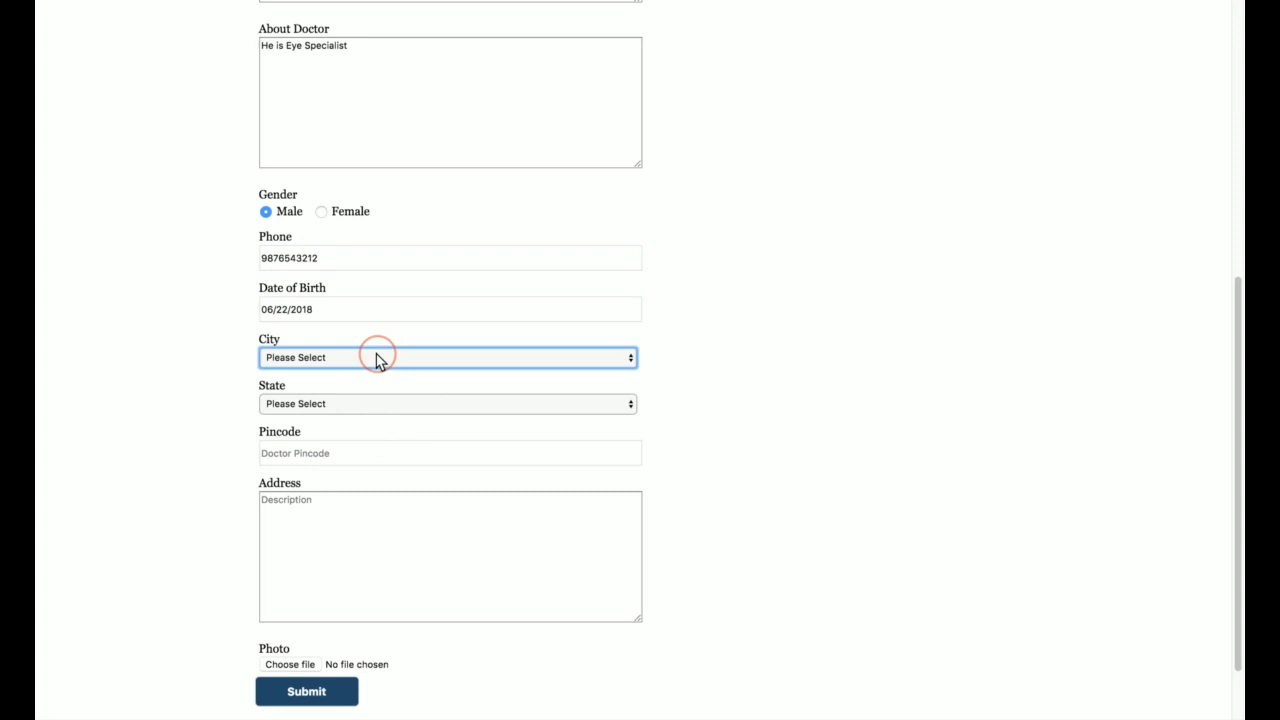 About Doctor
He is Eye Specialist
Gender
Male Female
Phone
9876543212
Date of Birth
06/22/2018
City
Please Select
State
Please Select
Pincode
Doctor Pincode
Address
Description
Photo
Choose file No file chosen
Submit